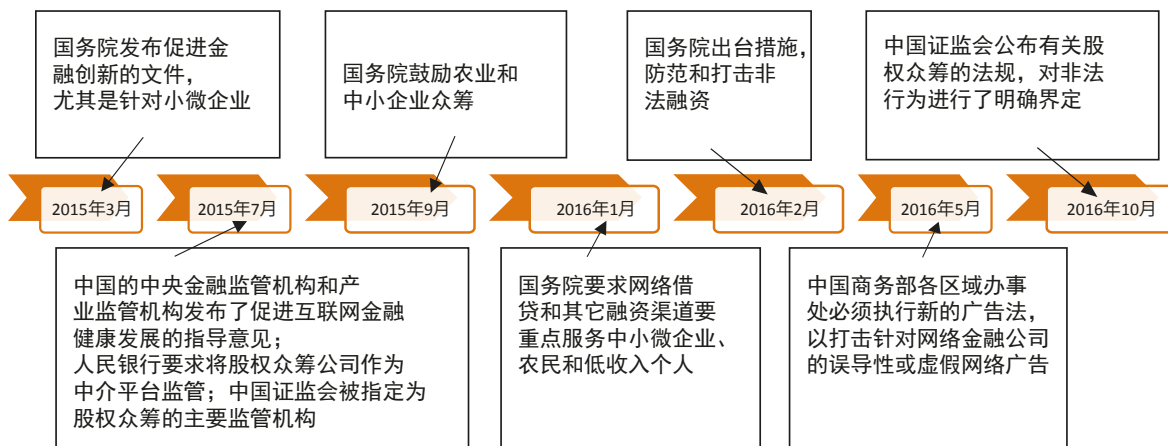 国务院发布促进金
融创新的文件，
尤其是针对小微企业
国务院鼓励农业和
中小企业众筹
国务院出台措施，
防范和打击非
法融资
中国证监会公布有关股
权众筹的法规，对非法
行为进行了明确界定
2015年3月
2015年7月
2015年9月
2016年1月
2016年2月
2016年5月
2016年10月
中国的中央金融监管机构和产
业监管机构发布了促进互联网金融
健康发展的指导意见；
人民银行要求将股权众筹公司作为
中介平台监管；中国证监会被指定为
股权众筹的主要监管机构
国务院要求网络借
贷和其它融资渠道要
重点服务中小微企业、
农民和低收入个人
中国商务部各区域办事
处必须执行新的广告法，
以打击针对网络金融公司
的误导性或虚假网络广告